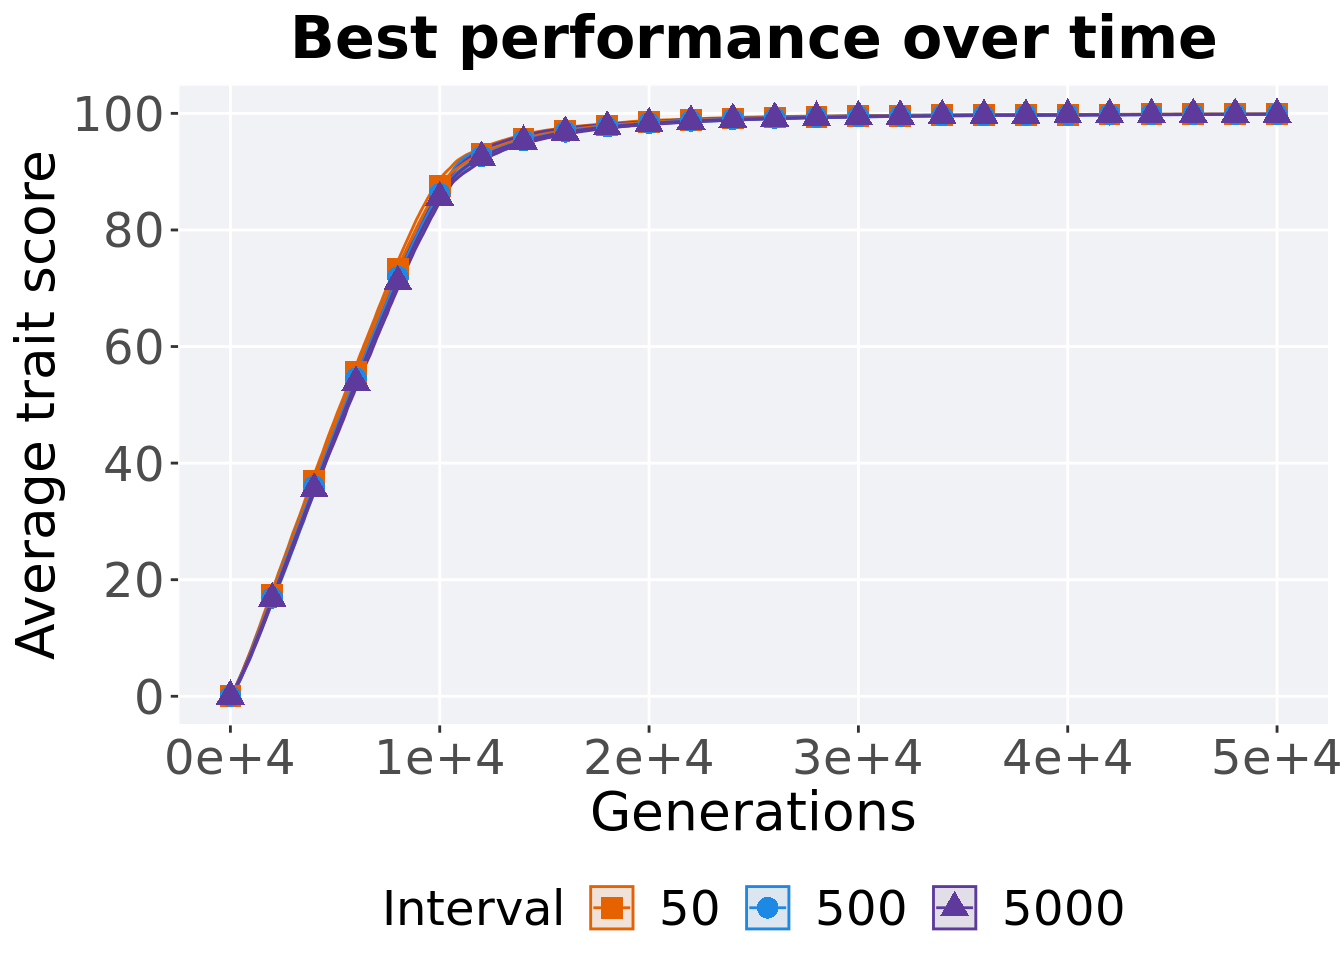 Best performance over time
Average trait score
100
80
60
40
20
0
0e+4 1e+4 2e+4 3e+4 4e+4 5e+4
Generations
Interval 50 500 5000